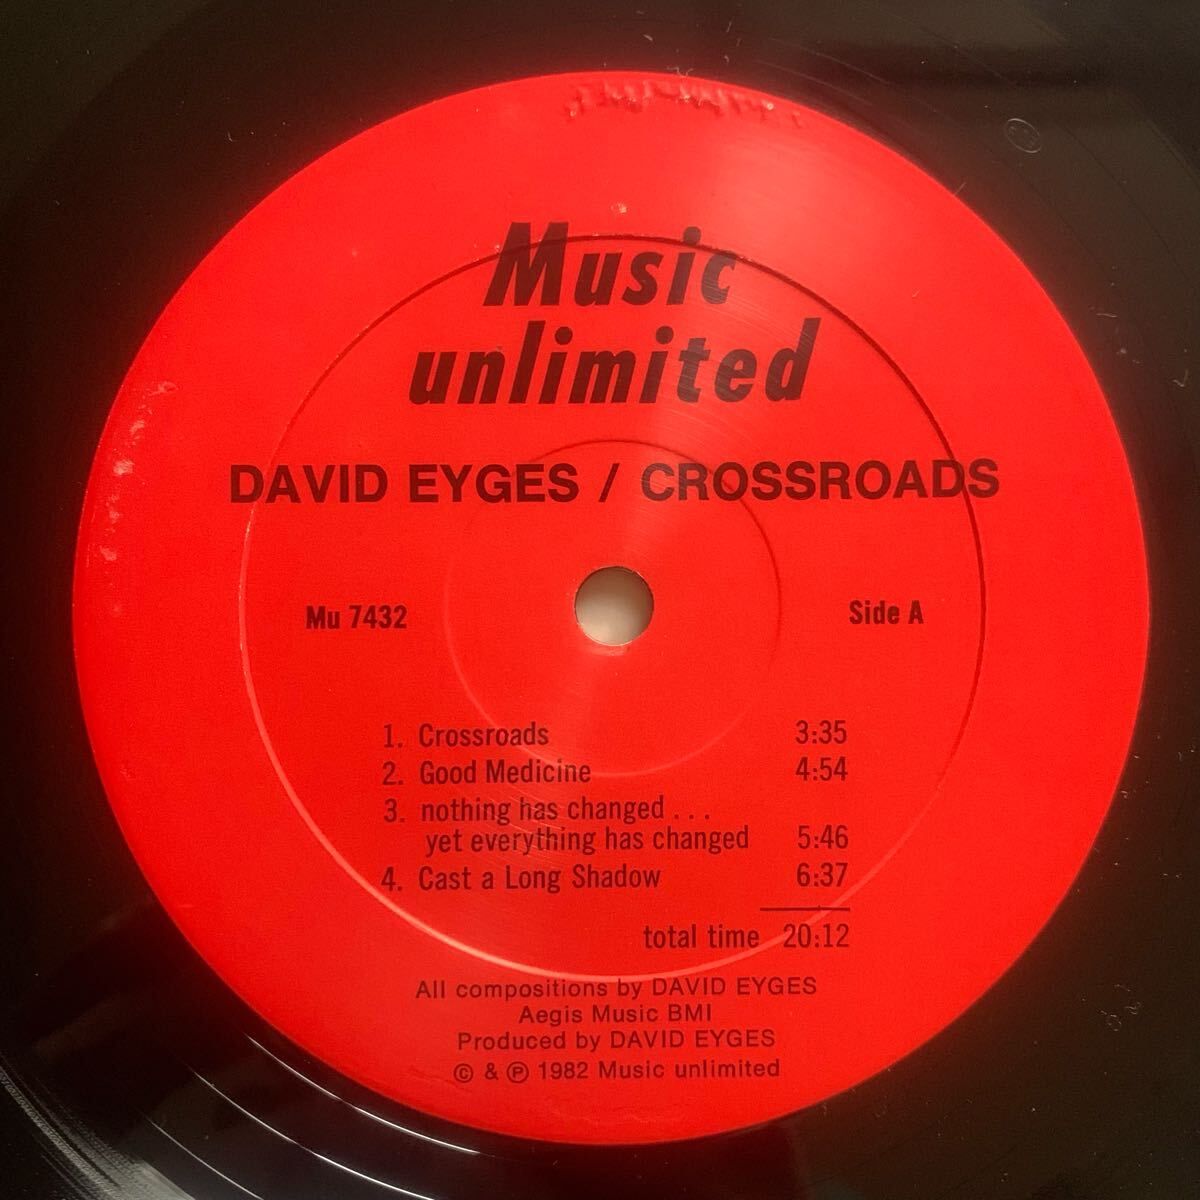 Music
unlimited
DAVID EYGES / CROSSROADS
Mu 7432 Side A
1. Crossroads 3:35
2. Good Medicine 4:54
3. nothing has changed . . .
yet everything has changed 5:46
4. Cast a Long Shadow 6:37
total time 20:12
All compositions by DAVID EYGES
Aegis Music BMI
Produced by DAVID EYGES
© & ℗ 1982 Music unlimited